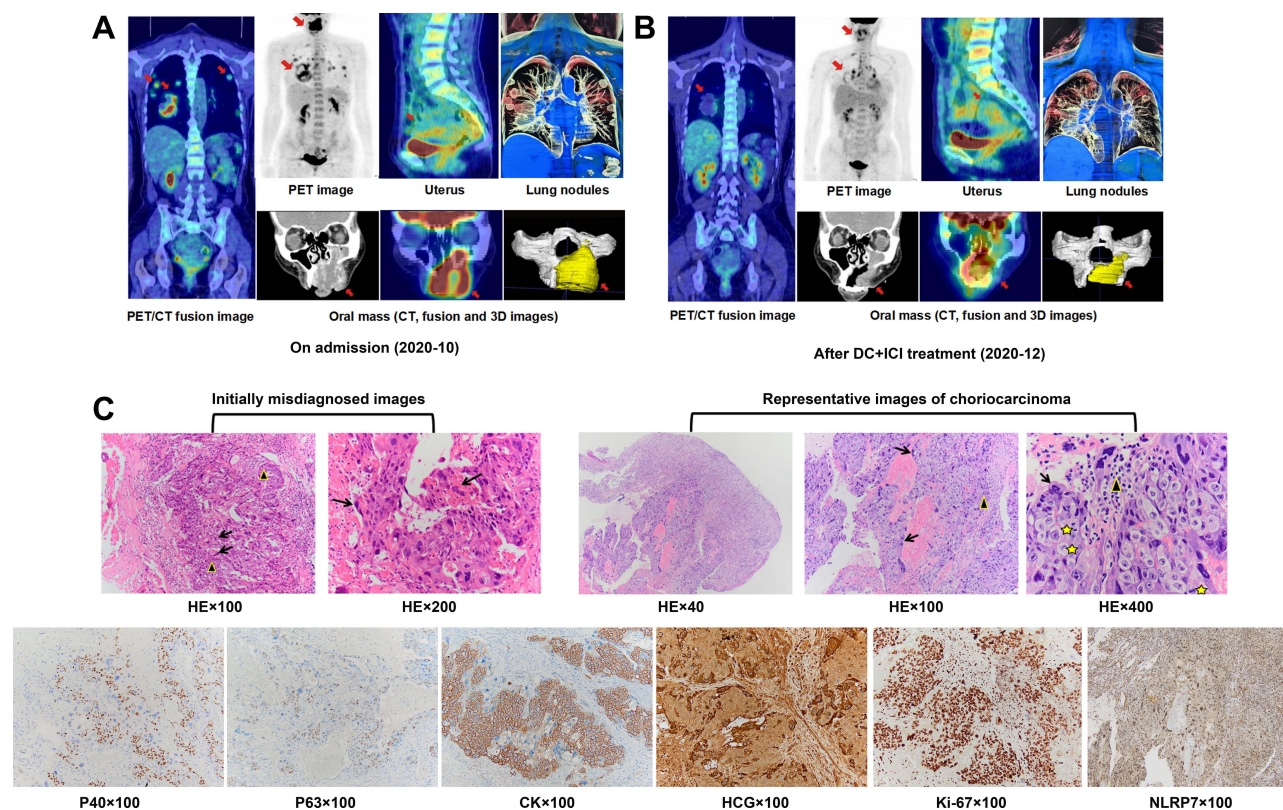 A
PET image
Uterus
Lung nodules
PET/CT fusion image
Oral mass (CT, fusion and 3D images)
On admission (2020-10)
B
PET image
Uterus
Lung nodules
PET/CT fusion image
Oral mass (CT, fusion and 3D images)
After DC+ICI treatment (2020-12)
C
Initially misdiagnosed images
Representative images of choriocarcinoma
HE×100
HE×200
HE×40
HE×100
HE×400
P40×100
P63×100
CK×100
HCG×100
Ki-67×100
NLRP7×100